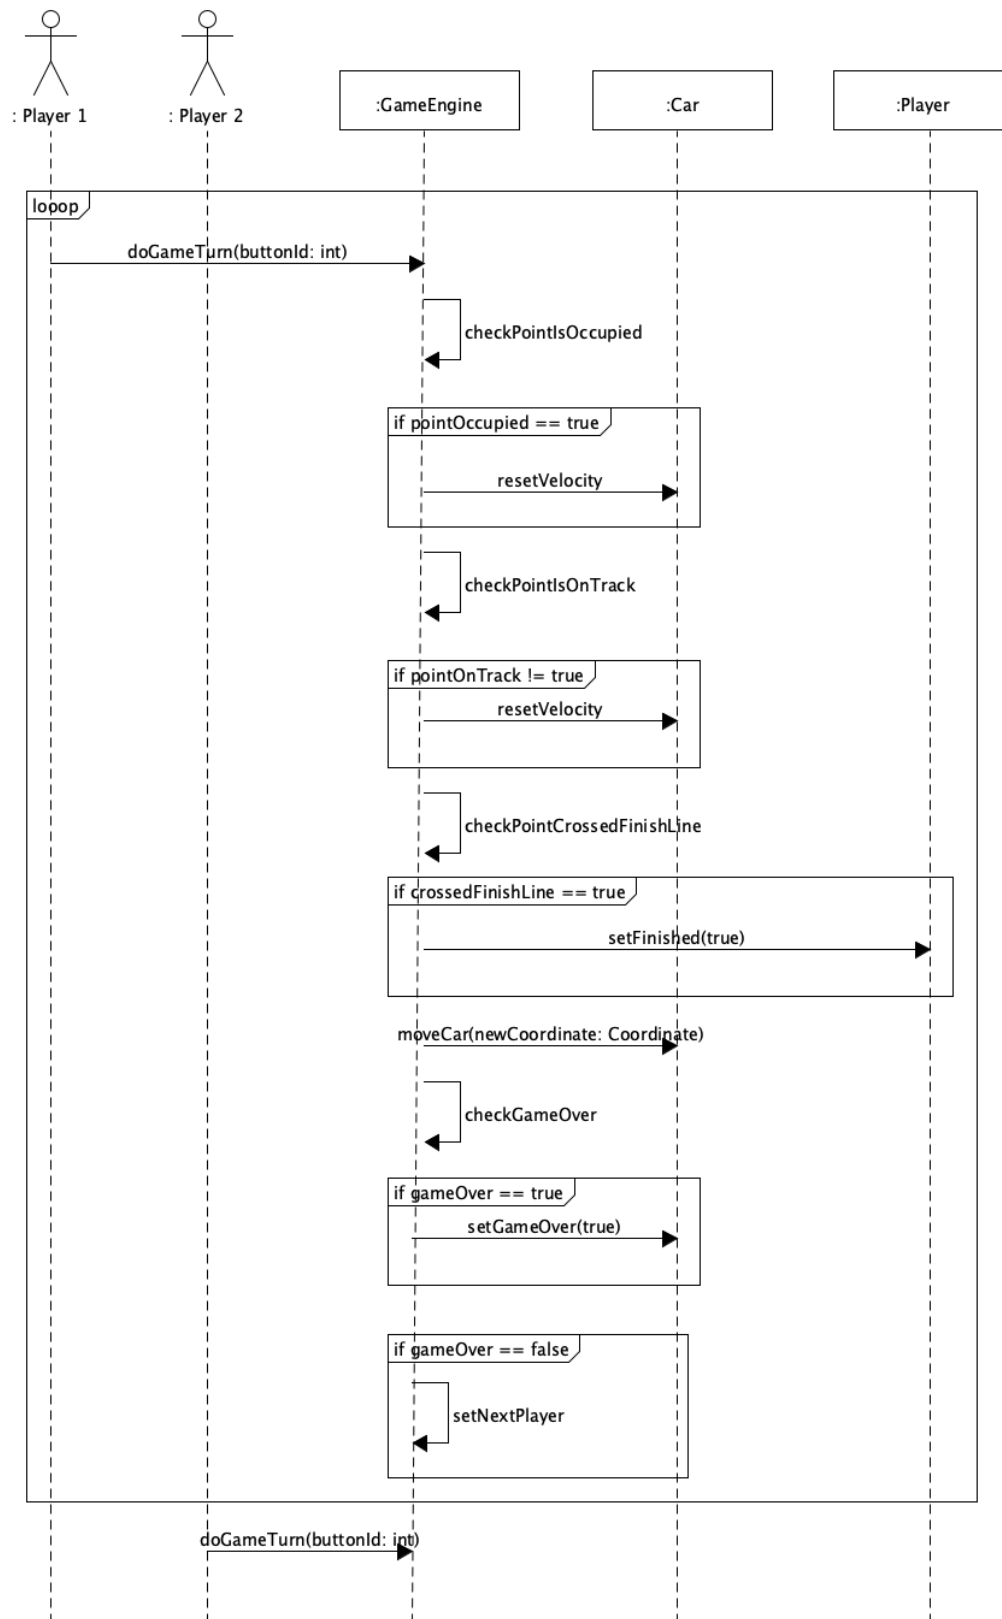 : Player 1
: Player 2
:GameEngine
:Car
:Player
looop
doGameTurn(buttonId: int)
checkPointIsOccupied
if pointOccupied == true
resetVelocity
checkPointIsOnTrack
if pointOnTrack != true
resetVelocity
checkPointCrossedFinishLine
if crossedFinishLine == true
setFinished(true)
moveCar(newCoordinate: Coordinate)
checkGameOver
if gameOver == true
setGameOver(true)
if gameOver == false
setNextPlayer
doGameTurn(buttonId: int)